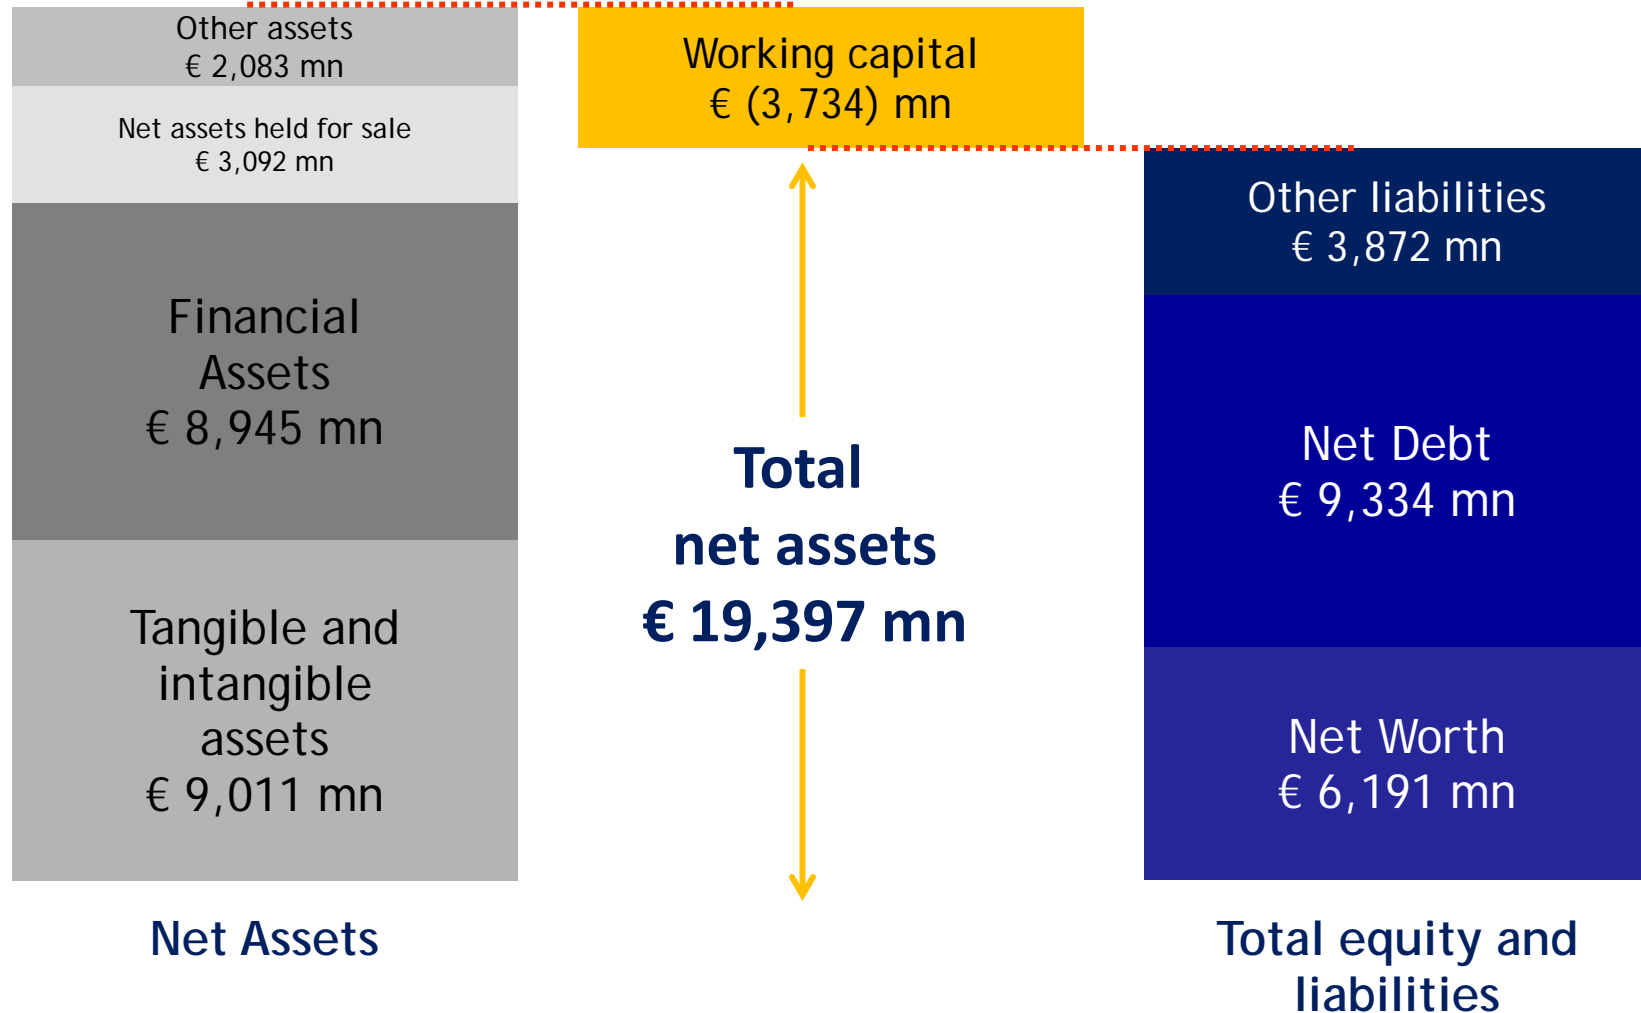 Other assets
€ 2,083 mn
Net assets held for sale
€ 3,092 mn
Financial
Assets
€ 8,945 mn
Tangible and
intangible
assets
€ 9,011 mn
Net Assets
Working capital
€ (3,734) mn
Total
net assets
€ 19,397 mn
Other liabilities
€ 3,872 mn
Net Debt
€ 9,334 mn
Net Worth
€ 6,191 mn
Total equity and
liabilities